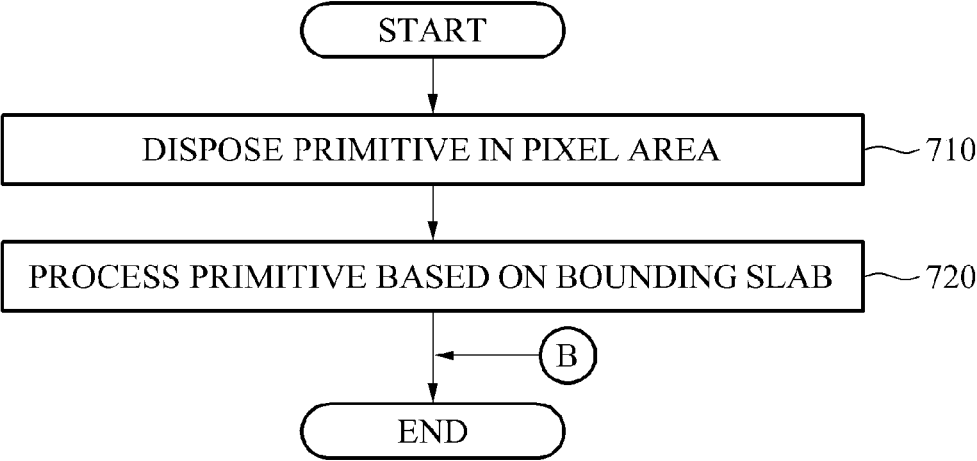 START
DISPOSE PRIMITIVE IN PIXEL AREA
710
PROCESS PRIMITIVE BASED ON BOUNDING SLAB
720
B
END